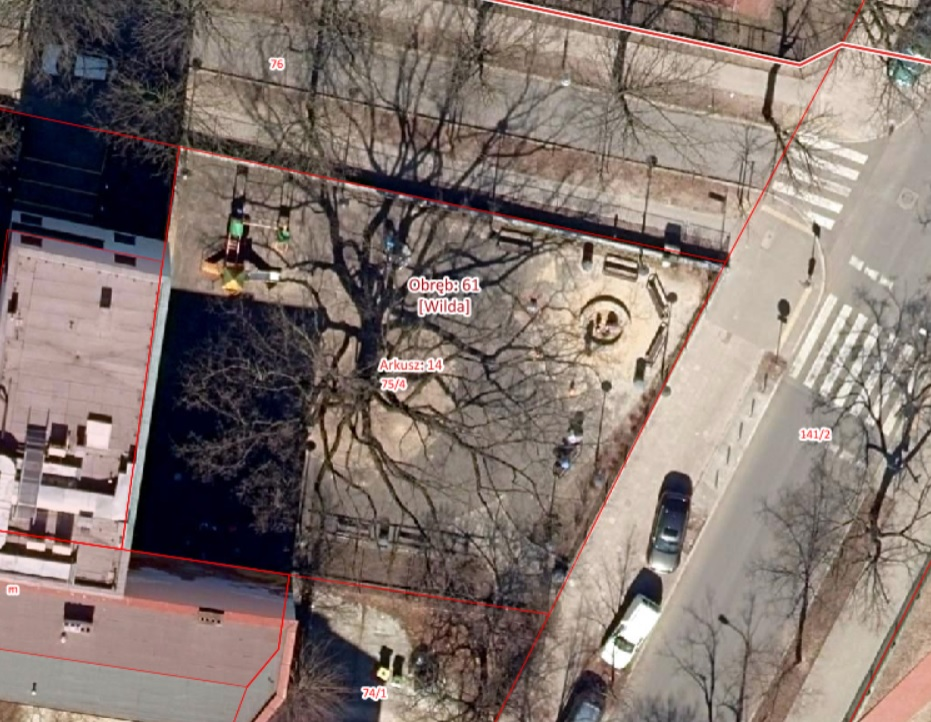 76
Obręb: 61
[Wilda]
Arkusz: 14
75/4
141/2
m
74/1